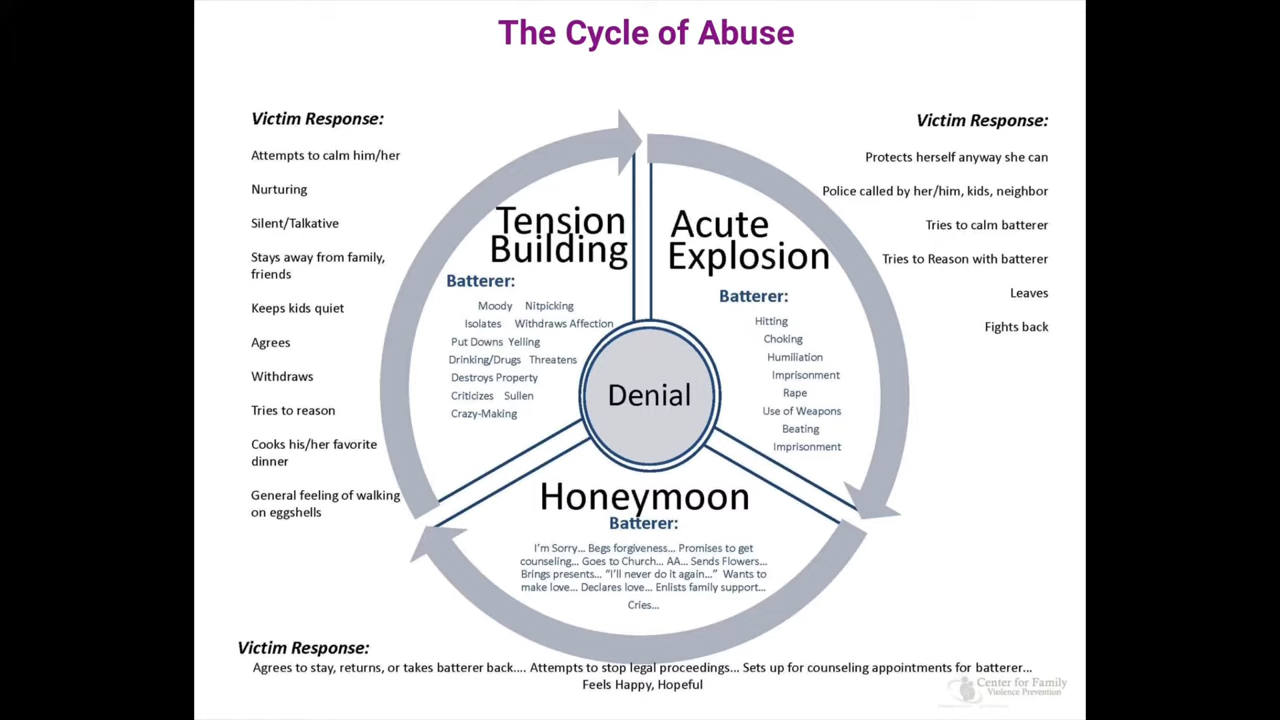 The Cycle of Abuse
Victim Response:
Attempts to calm him/her
Nurturing
Silent/Talkative
Stays away from family,
friends
Keeps kids quiet
Agrees
Withdraws
Tries to reason
Cooks his/her favorite
dinner
General feeling of walking
on eggshells
Tension
Building
Batterer:
Moody Nitpicking
Isolates Withdraws Affection
Put Downs Yelling
Drinking/Drugs Threatens
Destroys Property
Criticizes Sullen
Crazy-Making
Acute
Explosion
Batterer:
Hitting
Choking
Humiliation
Imprisonment
Rape
Use of Weapons
Beating
Imprisonment
Victim Response:
Protects herself anyway she can
Police called by her/him, kids, neighbor
Tries to calm batterer
Tries to Reason with batterer
Leaves
Fights back
Denial
Honeymoon
Batterer:
I'm Sorry... Begs forgiveness... Promises to get
counseling... Goes to Church... AA... Sends Flowers...
Brings presents... “I'll never do it again...” Wants to
make love... Declares love... Enlists family support...
Cries...
Victim Response:
Agrees to stay, returns, or takes batterer back.... Attempts to stop legal proceedings... Sets up for counseling appointments for batterer...
Feels Happy, Hopeful
Center for Family
Violence Prevention